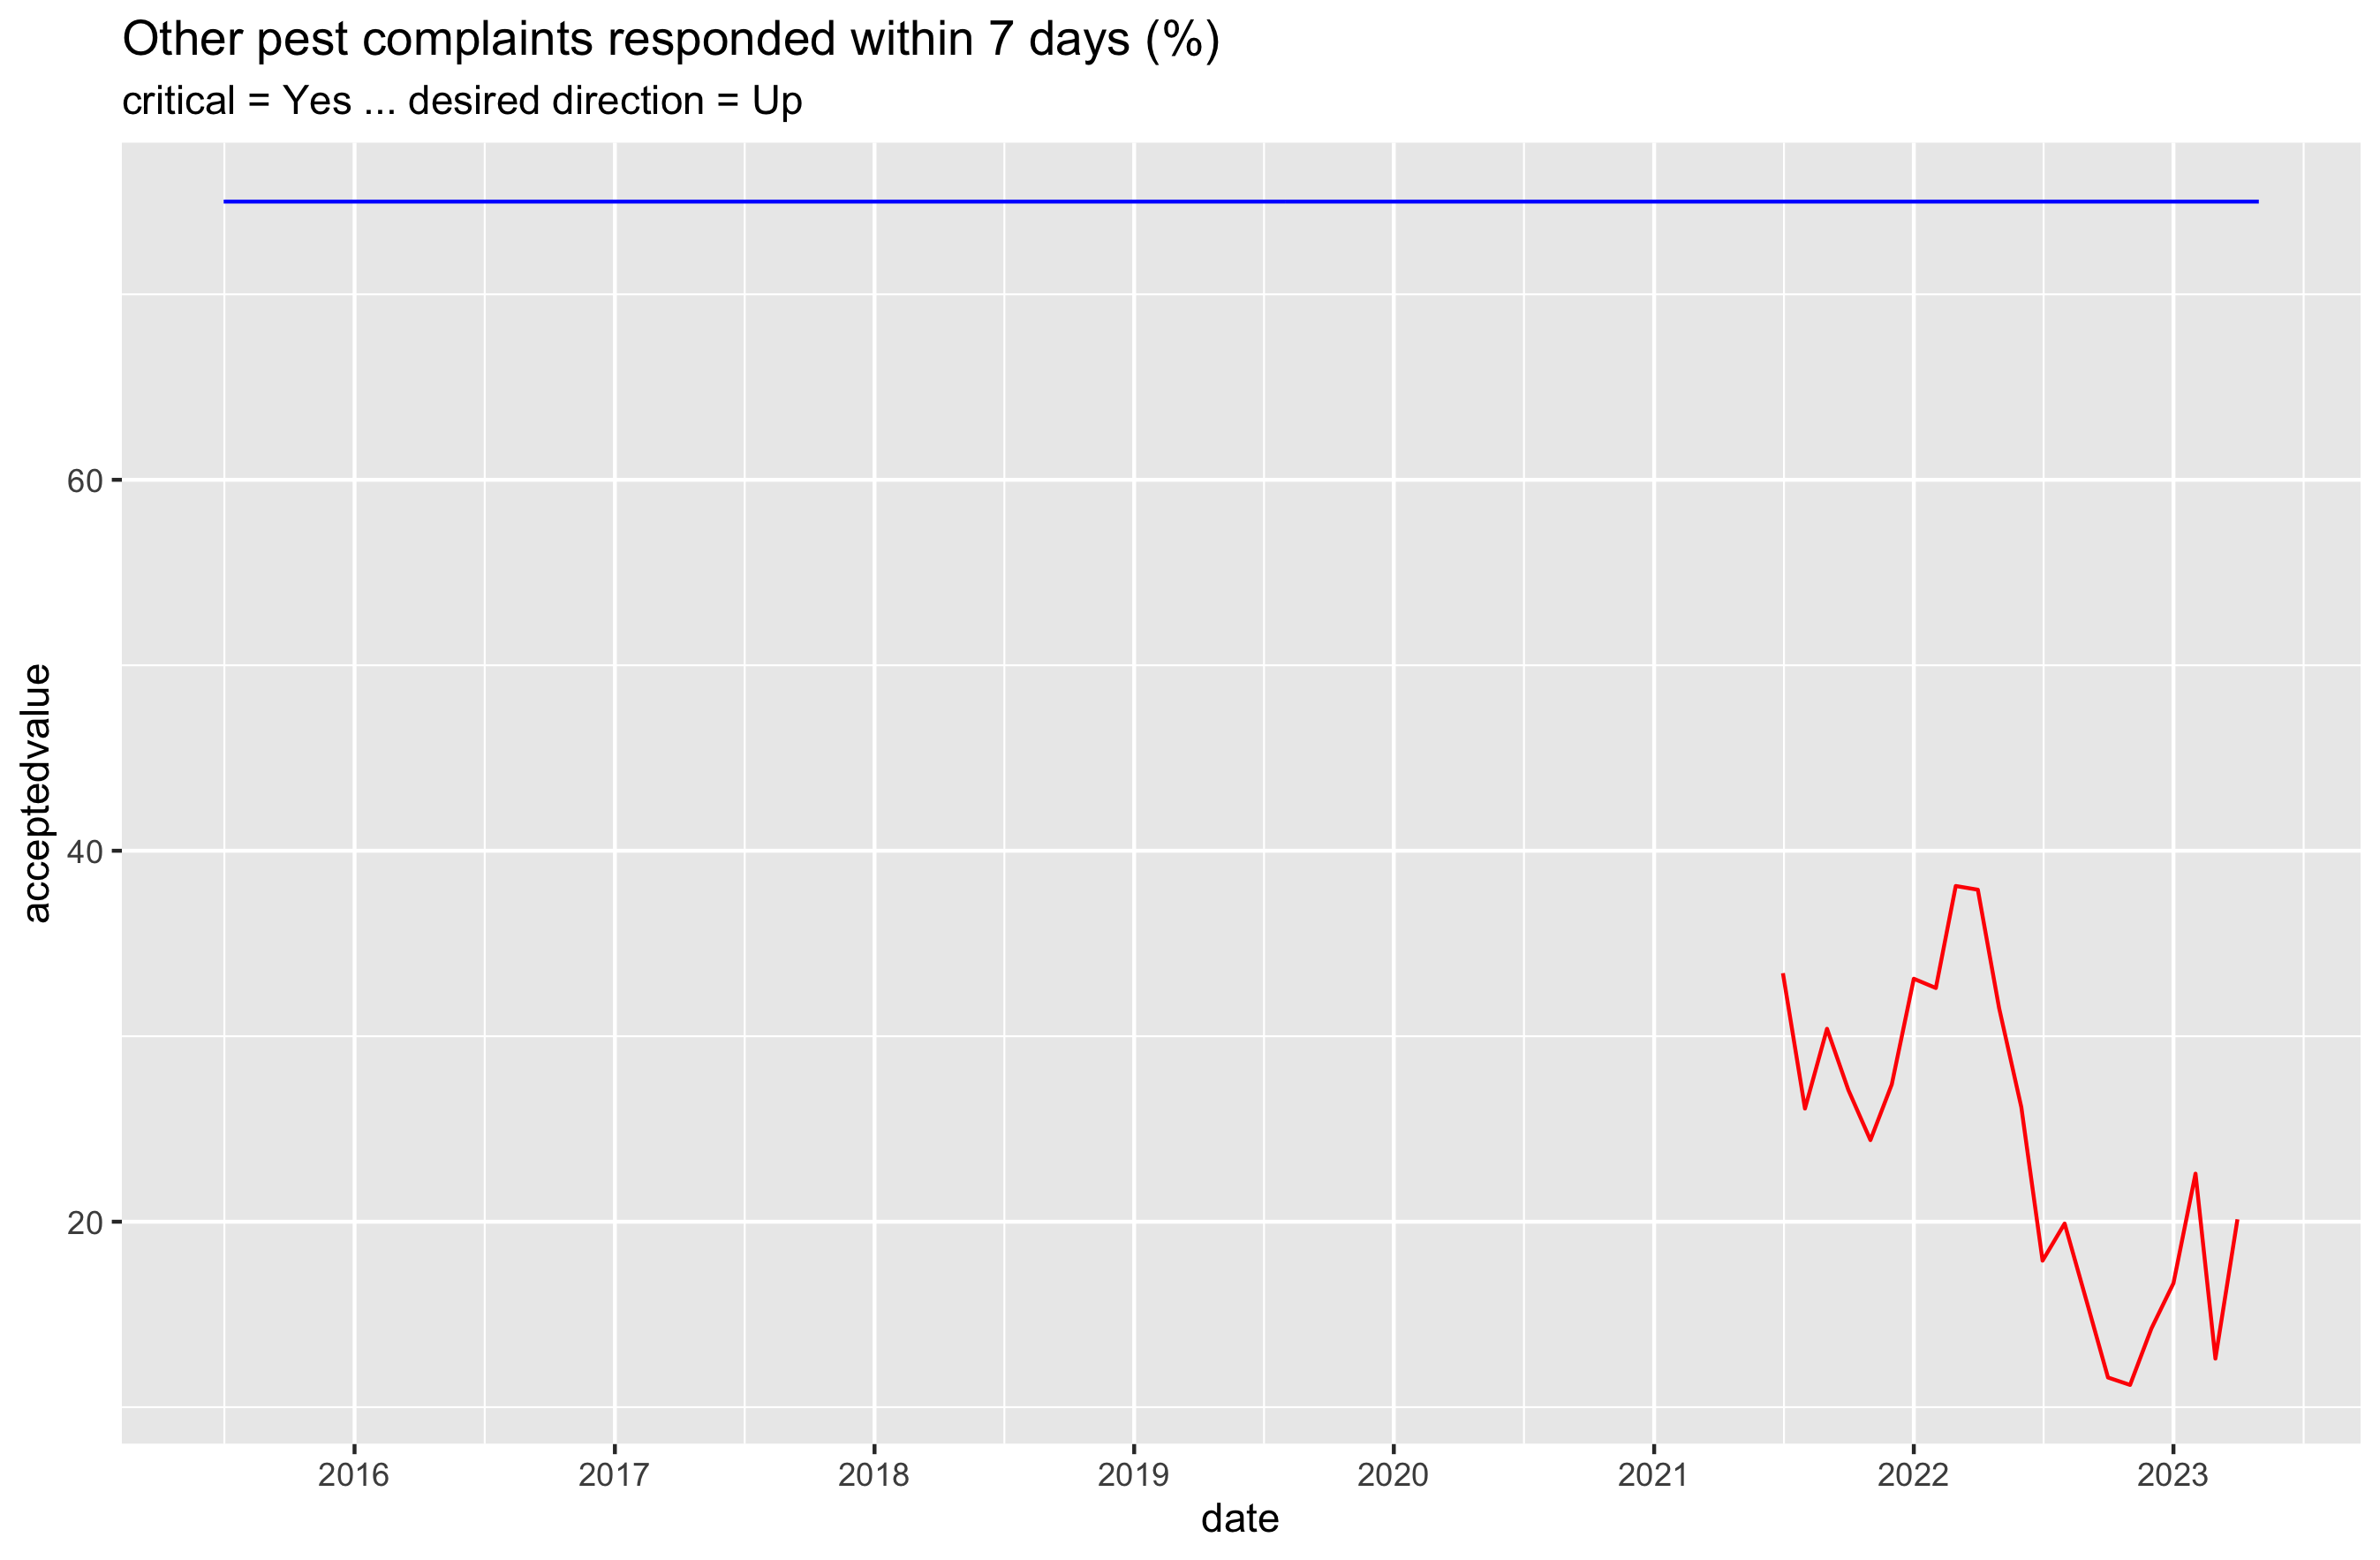 Other pest complaints responded within 7 days (%)
critical = Yes ... desired direction = Up
acceptedvalue
60
40
20
2016 2017 2018 2019 2020 2021 2022 2023
date